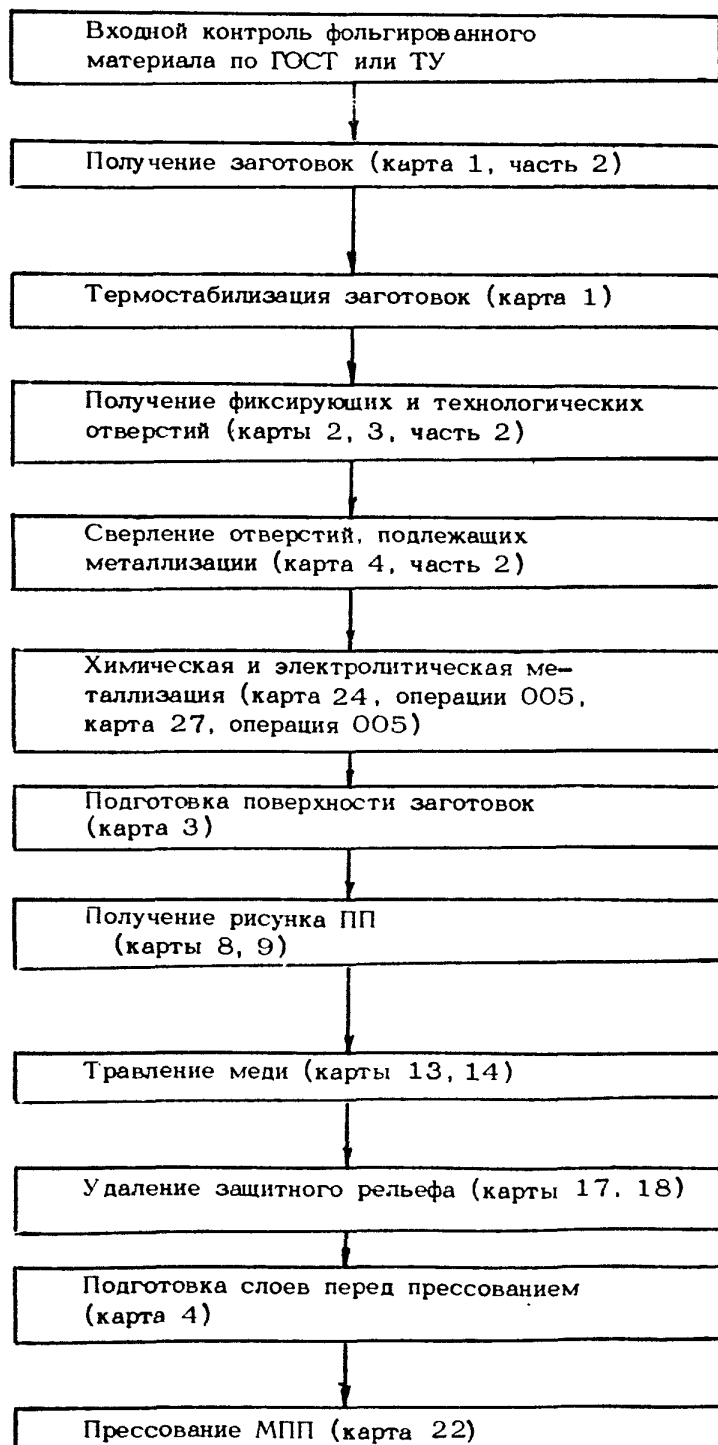 Входной контроль фольгированного
материала по ГОСТ или ТУ
Получение заготовок (карта 1, часть 2)
Термостабилизация заготовок (карта 1)
Получение фиксирующих и технологических
отверстий (карты 2, 3, часть 2)
Сверление отверстий, подлежащих
металлизации (карта 4, часть 2)
Химическая и электролитическая ме-
таллизация (карта 24, операции 005,
карта 27, операция 005)
Подготовка поверхности заготовок
(карта 3)
Получение рисунка ПП
(карты 8, 9)
Травление меди (карты 13, 14)
Удаление защитного рельефа (карты 17, 18)
Подготовка слоев перед прессованием
(карта 4)
Прессование МПП (карта 22)